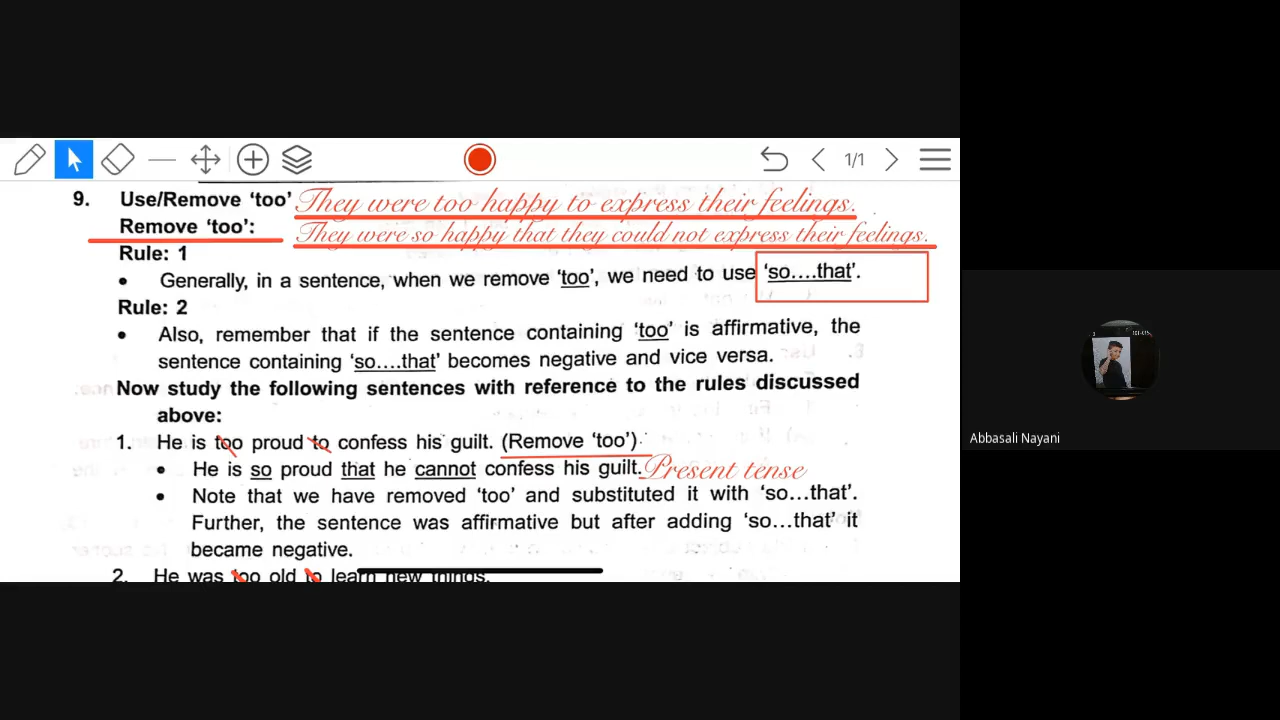 1/1
9. Use/Remove ‘too’ They were too happy to express their feelings.
Remove ‘too’: They were so happy that they could not express their feelings.
Rule: 1
• Generally, in a sentence, when we remove ‘too’, we need to use ‘so....that’.
Rule: 2
• Also, remember that if the sentence containing ‘too’ is affirmative, the
sentence containing ‘so....that’ becomes negative and vice versa.
Now study the following sentences with reference to the rules discussed
above:
1. He is too proud to confess his guilt. (Remove ‘too’).
• He is so proud that he cannot confess his guilt. Present tense
• Note that we have removed ‘too’ and substituted it with ‘so...that’.
Further, the sentence was affirmative but after adding ‘so...that’ it
became negative.
2. He was too old to learn new things.
Abbasali Nayani